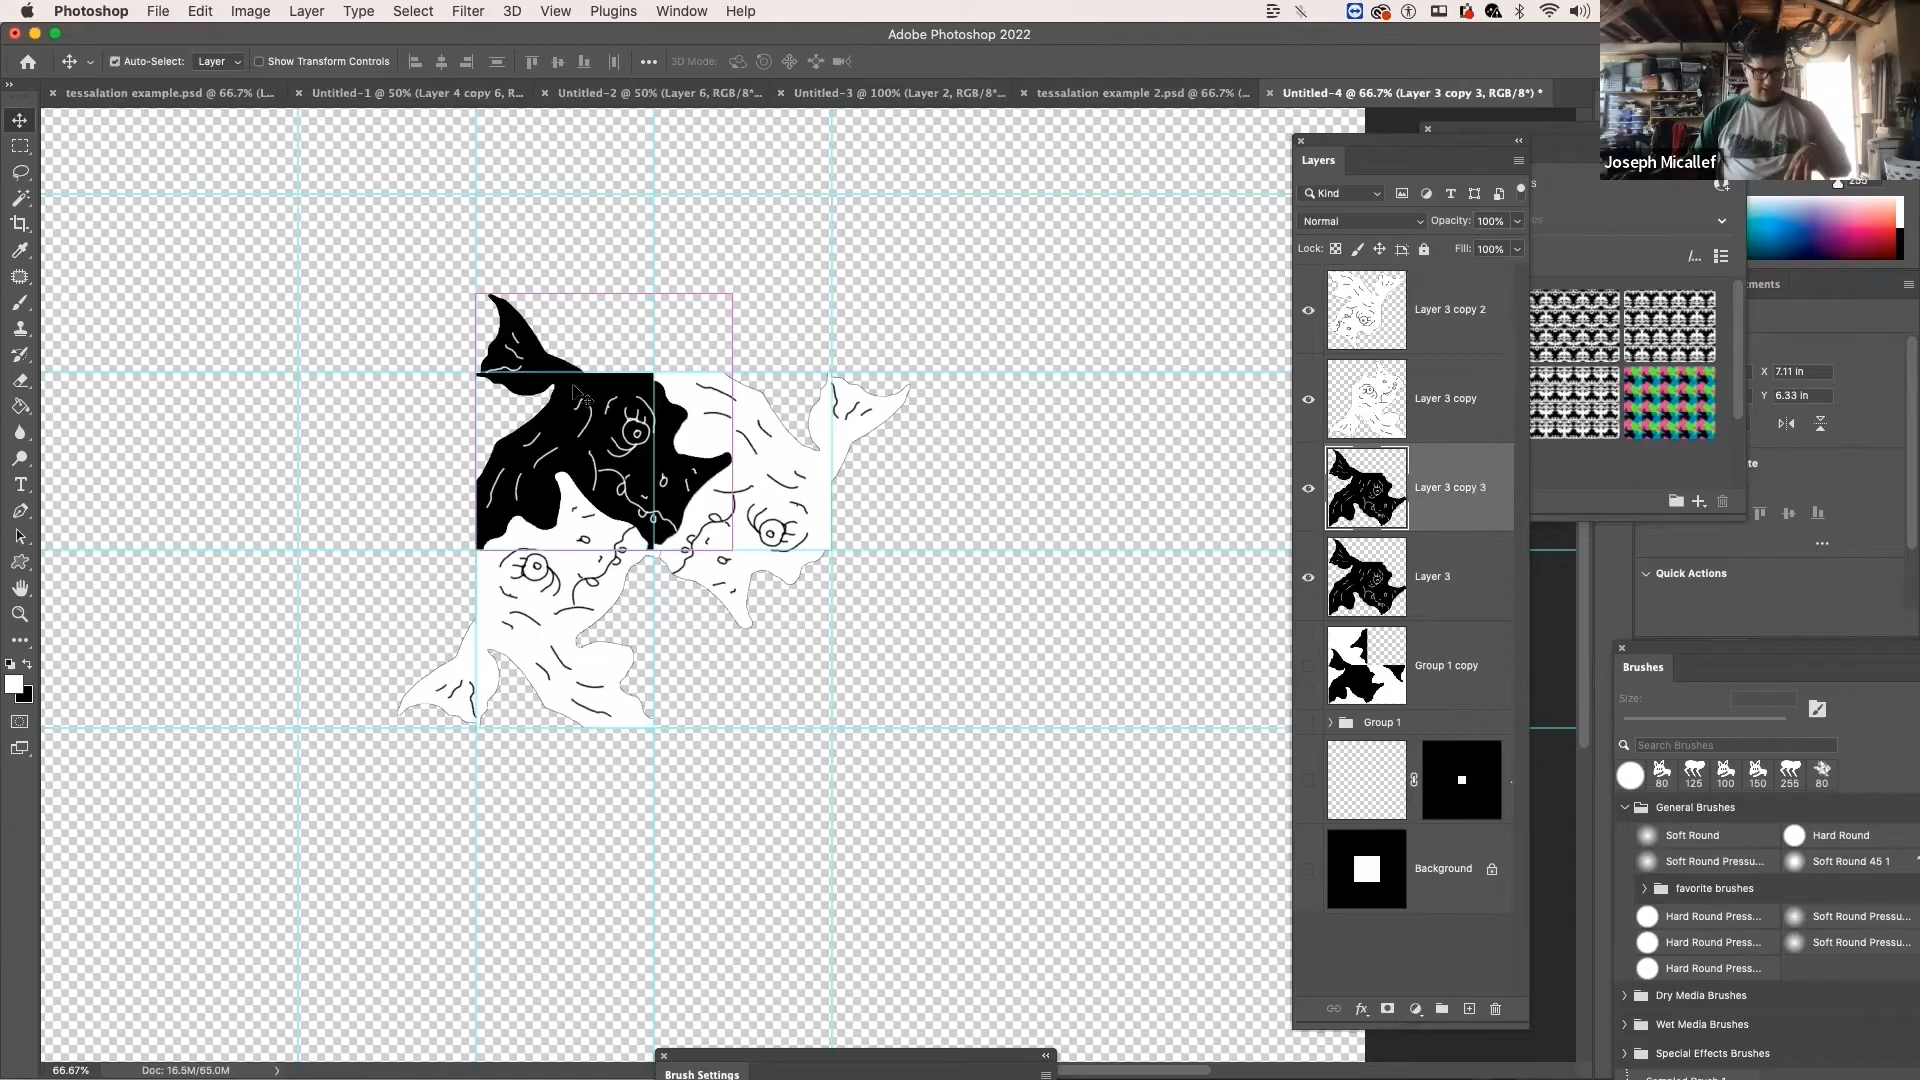 Photoshop File Edit Image Layer Type Select Filter 3D View Plugins Window Help
Adobe Photoshop 2022
Auto-Select: Layer Show Transform Controls 3D Mode:
tessalation example.psd @ 66.7% (L... Untitled-1 @ 50% (Layer 4 copy 6, R... Untitled-2 @ 50% (Layer 6, RGB/8*... Untitled-3 @ 100% (Layer 2, RGB/8*... tessalation example 2.psd @ 66.7% (... Untitled-4 @ 66.7% (Layer 3 copy 3, RGB/8*) *
Joseph Micallef
Layers
Kind
Normal Opacity: 100%
Lock: Fill: 100%
Layer 3 copy 2
Layer 3 copy
Layer 3 copy 3
Layer 3
Group 1 copy
Group 1
Background
X 7.11 in
Y 6.33 in
Quick Actions
Brushes
Size:
Search Brushes
80 125 100 150 255 80
General Brushes
Soft Round Hard Round
Soft Round Pressu... Soft Round 45 1
favorite brushes
Hard Round Press... Soft Round Pressu...
Hard Round Press... Soft Round Pressu...
Hard Round Press...
Dry Media Brushes
Wet Media Brushes
Special Effects Brushes
66.67% Doc: 16.5M/65.0M
Brush Settings